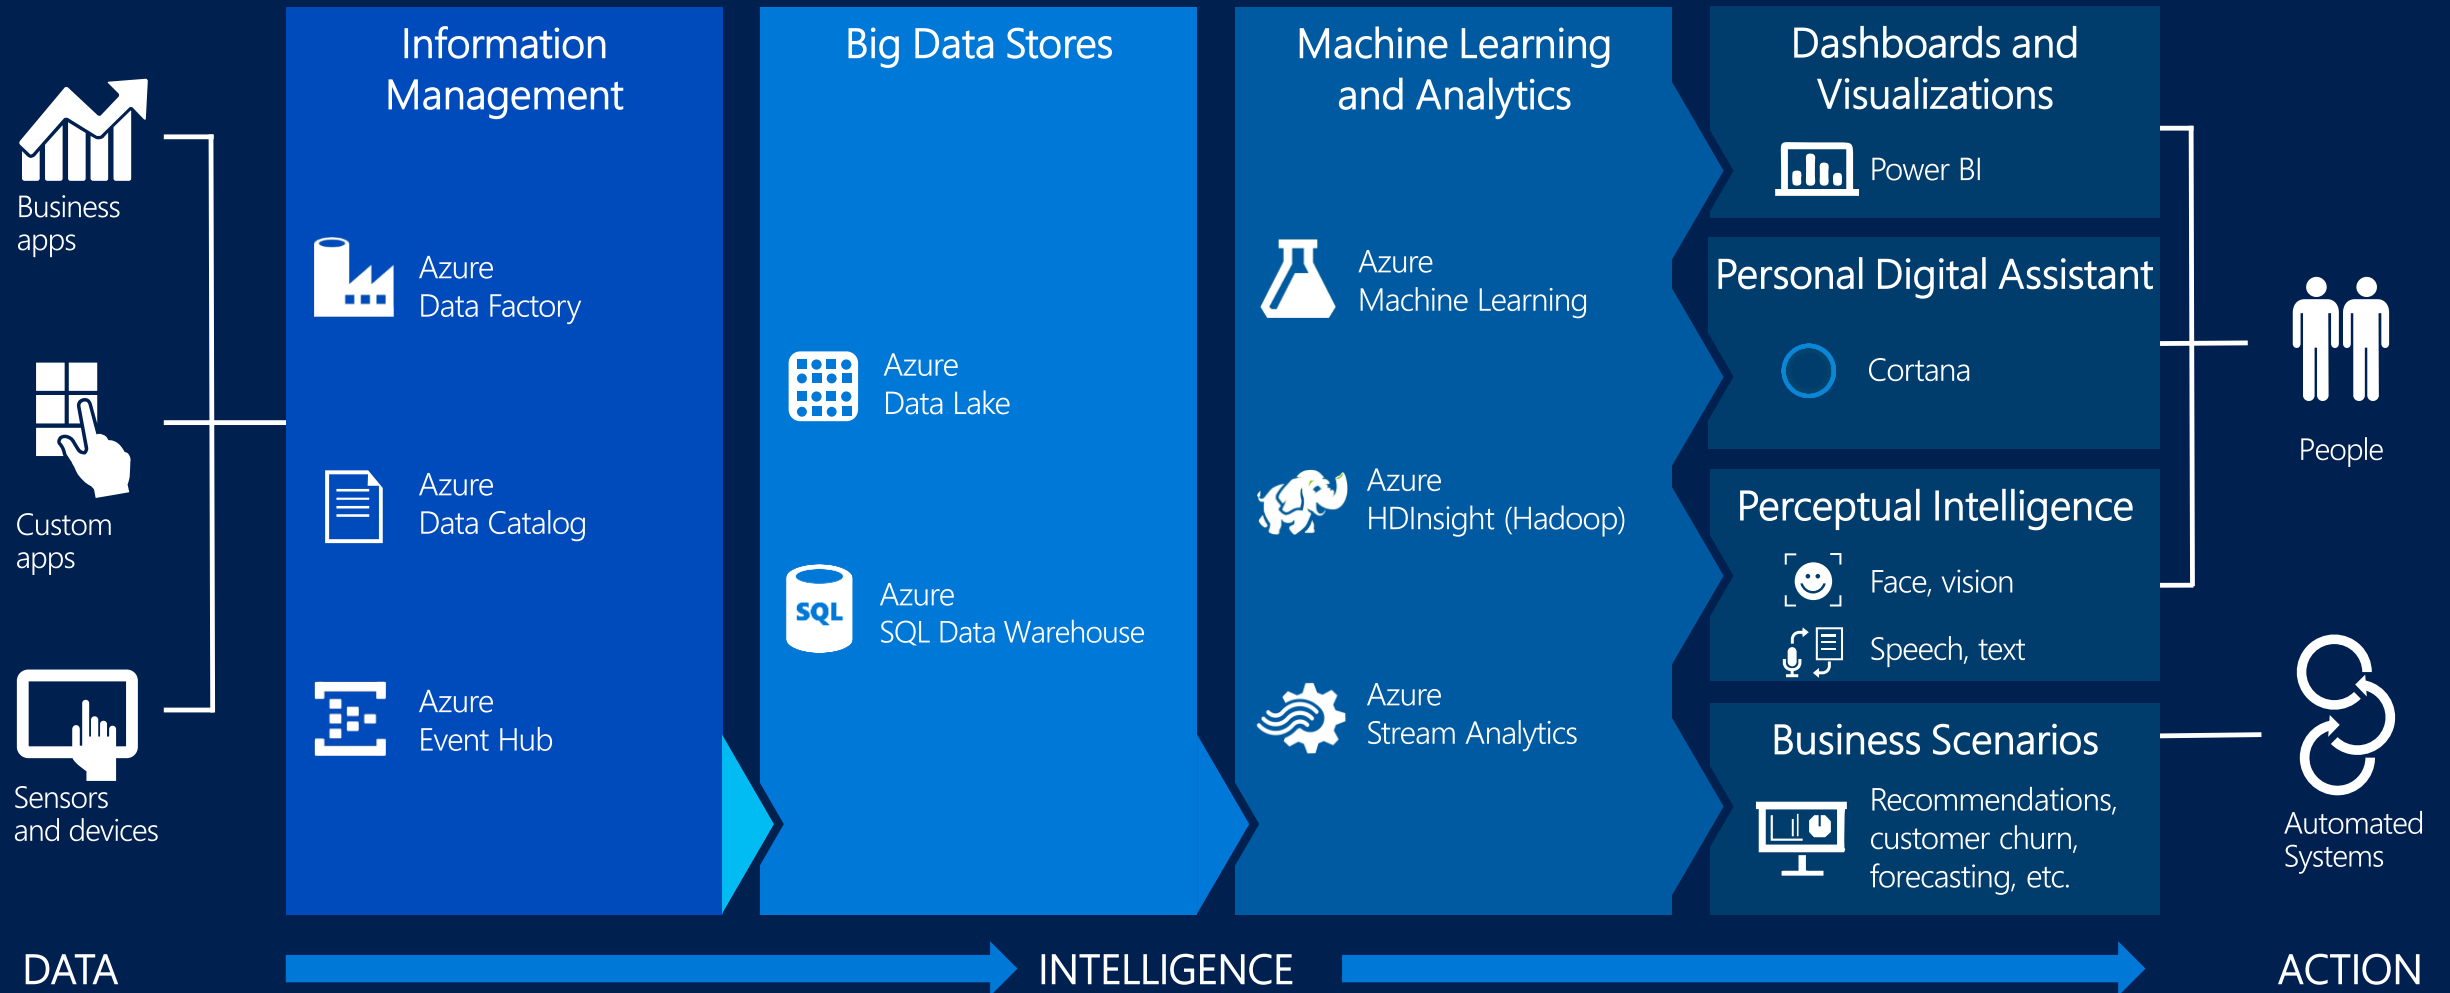 Business
apps
Custom
apps
Sensors
and devices
Information
Management
Azure
Data Factory
Azure
Data Catalog
Azure
Event Hub
Big Data Stores
Azure
Data Lake
SQL
Azure
SQL Data Warehouse
Machine Learning
and Analytics
Azure
Machine Learning
Azure
HDInsight (Hadoop)
Azure
Stream Analytics
Dashboards and
Visualizations
Power BI
Personal Digital Assistant
Cortana
Perceptual Intelligence
Face, vision
Speech, text
Business Scenarios
Recommendations,
customer churn,
forecasting, etc.
People
Automated
Systems
DATA
INTELLIGENCE
ACTION